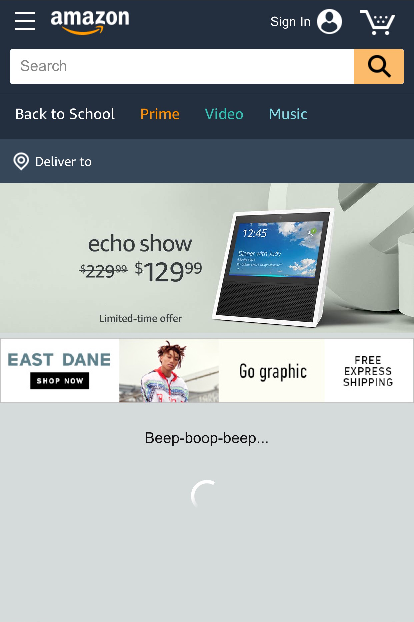 amazon
Sign In
Search
Back to School Prime Video Music
Deliver to
echo show
$229.99 $129.99
Limited-time offer
12:45
EAST DANE
SHOP NOW
Go graphic
FREE
EXPRESS
SHIPPING
Beep-boop-beep...